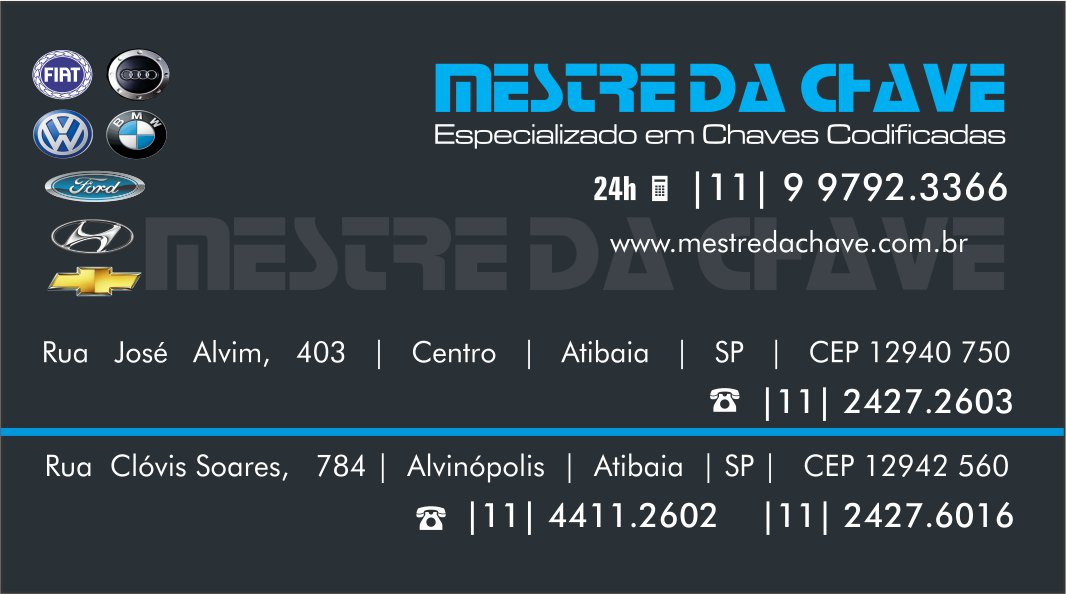 FIAT
BMW
Ford
MESTRE DA CHAVE
Especializado em Chaves Codificadas
24h |11| 9 9792.3366
MESTRE DA CHAVE
www.mestredachave.com.br
Rua José Alvim, 403 | Centro | Atibaia | SP | CEP 12940 750
|11| 2427.2603
Rua Clóvis Soares, 784 | Alvinópolis | Atibaia | SP | CEP 12942 560
|11| 4411.2602 |11| 2427.6016